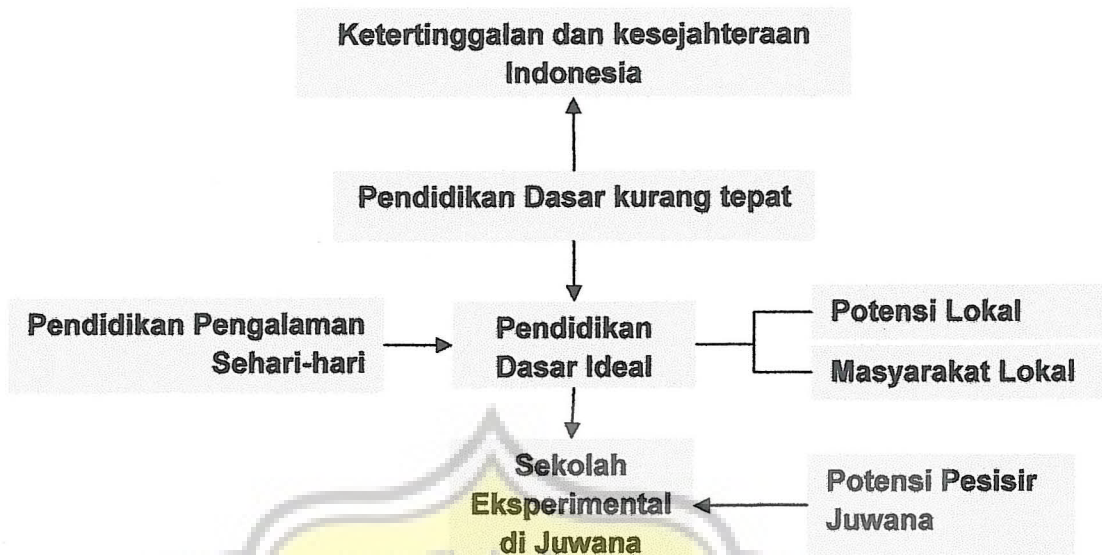 Ketertinggalan dan kesejahteraan
Indonesia
Pendidikan Dasar kurang tepat
Pendidikan Pengalaman
Sehari-hari
Pendidikan
Dasar Ideal
Potensi Lokal
Masyarakat Lokal
Sekolah
Eksperimental
di Juwana
Potensi Pesisir
Juwana